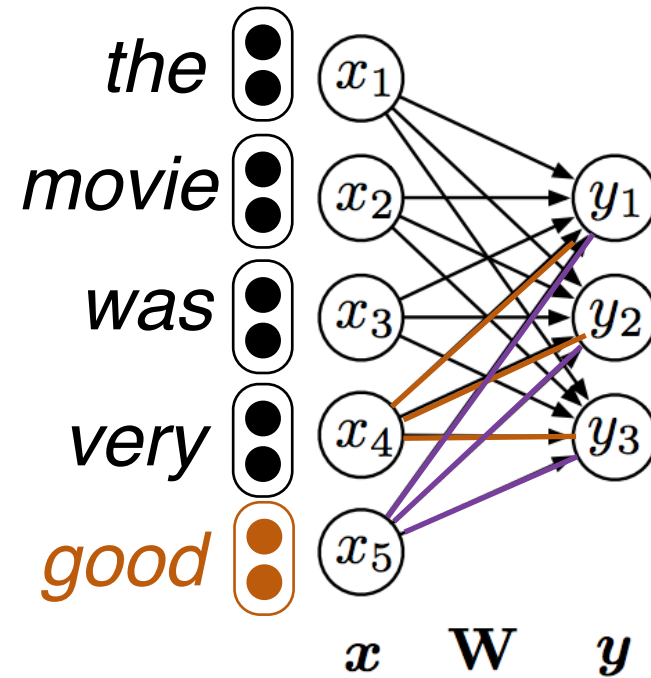 the x₁
movie x₂ y₁
was x₃ y₂
very x₄ y₃
good x₅
x W y